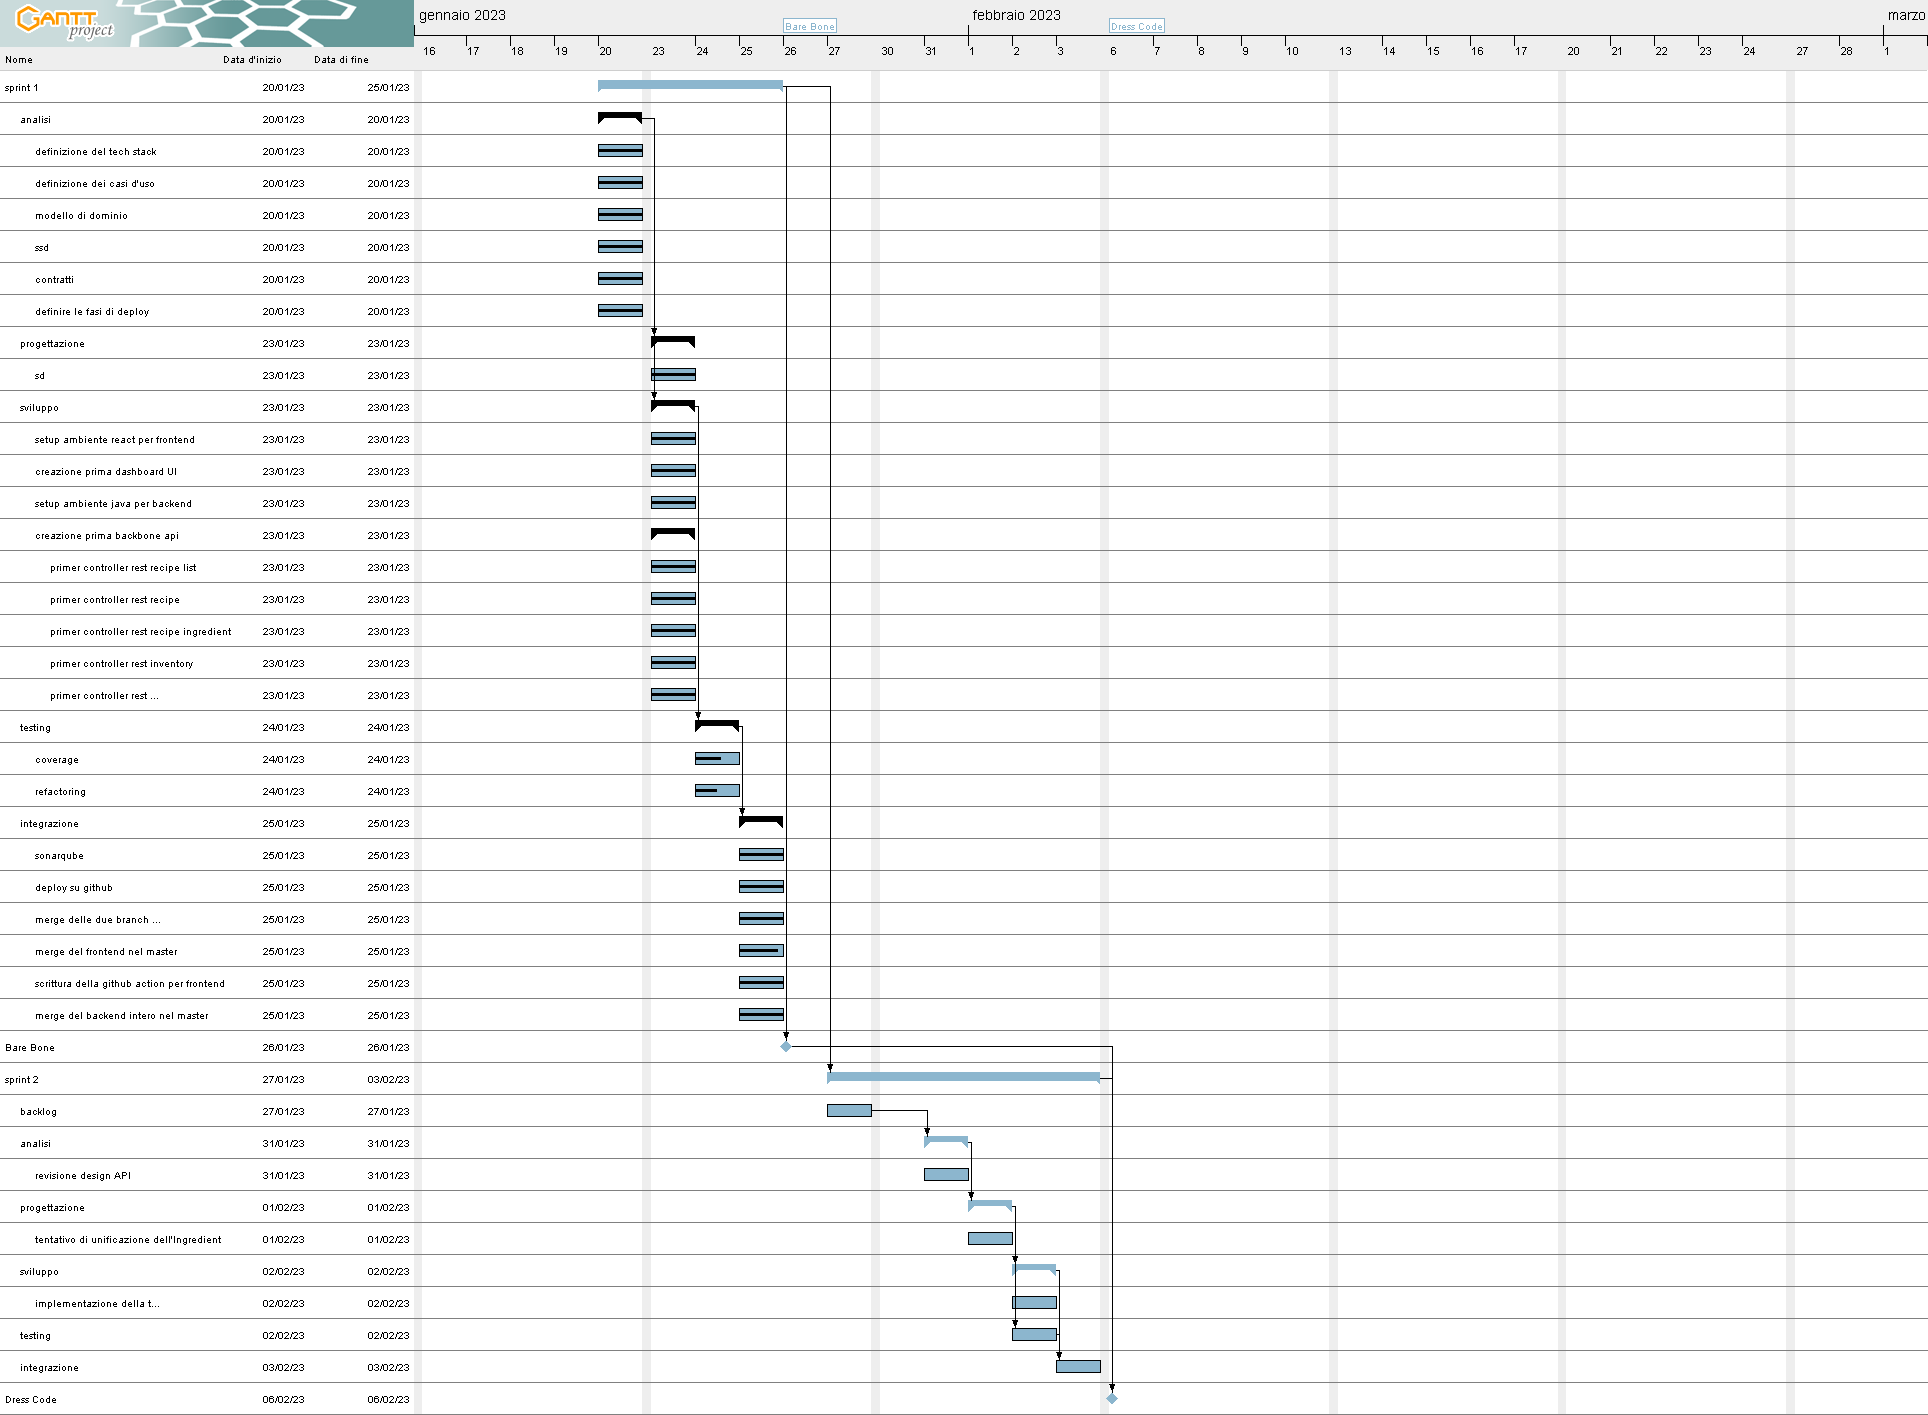 GANTT
project
gennaio 2023
febbraio 2023
marzo
Bare Bone
Dress Code
16 17 18 19 20 23 24 25 26 27 30 31 1 2 3 6 7 8 9 10 13 14 15 16 17 20 21 22 23 24 27 28 1
Nome Data d'inizio Data di fine
sprint 1 20/01/23 25/01/23
analisi 20/01/23 20/01/23
definizione del tech stack 20/01/23 20/01/23
definizione dei casi d'uso 20/01/23 20/01/23
modello di dominio 20/01/23 20/01/23
ssd 20/01/23 20/01/23
contratti 20/01/23 20/01/23
definire le fasi di deploy 20/01/23 20/01/23
progettazione 23/01/23 23/01/23
sd 23/01/23 23/01/23
sviluppo 23/01/23 23/01/23
setup ambiente react per frontend 23/01/23 23/01/23
creazione prima dashboard UI 23/01/23 23/01/23
setup ambiente java per backend 23/01/23 23/01/23
creazione prima backbone api 23/01/23 23/01/23
primer controller rest recipe list 23/01/23 23/01/23
primer controller rest recipe 23/01/23 23/01/23
primer controller rest recipe ingredient 23/01/23 23/01/23
primer controller rest inventory 23/01/23 23/01/23
primer controller rest ... 23/01/23 23/01/23
testing 24/01/23 24/01/23
coverage 24/01/23 24/01/23
refactoring 24/01/23 24/01/23
integrazione 25/01/23 25/01/23
sonarqube 25/01/23 25/01/23
deploy su github 25/01/23 25/01/23
merge delle due branch ... 25/01/23 25/01/23
merge del frontend nel master 25/01/23 25/01/23
scrittura della github action per frontend 25/01/23 25/01/23
merge del backend intero nel master 25/01/23 25/01/23
Bare Bone 26/01/23 26/01/23
sprint 2 27/01/23 03/02/23
backlog 27/01/23 27/01/23
analisi 31/01/23 31/01/23
revisione design API 31/01/23 31/01/23
progettazione 01/02/23 01/02/23
tentativo di unificazione dell'Ingredient 01/02/23 01/02/23
sviluppo 02/02/23 02/02/23
implementazione della t... 02/02/23 02/02/23
testing 02/02/23 02/02/23
integrazione 03/02/23 03/02/23
Dress Code 06/02/23 06/02/23